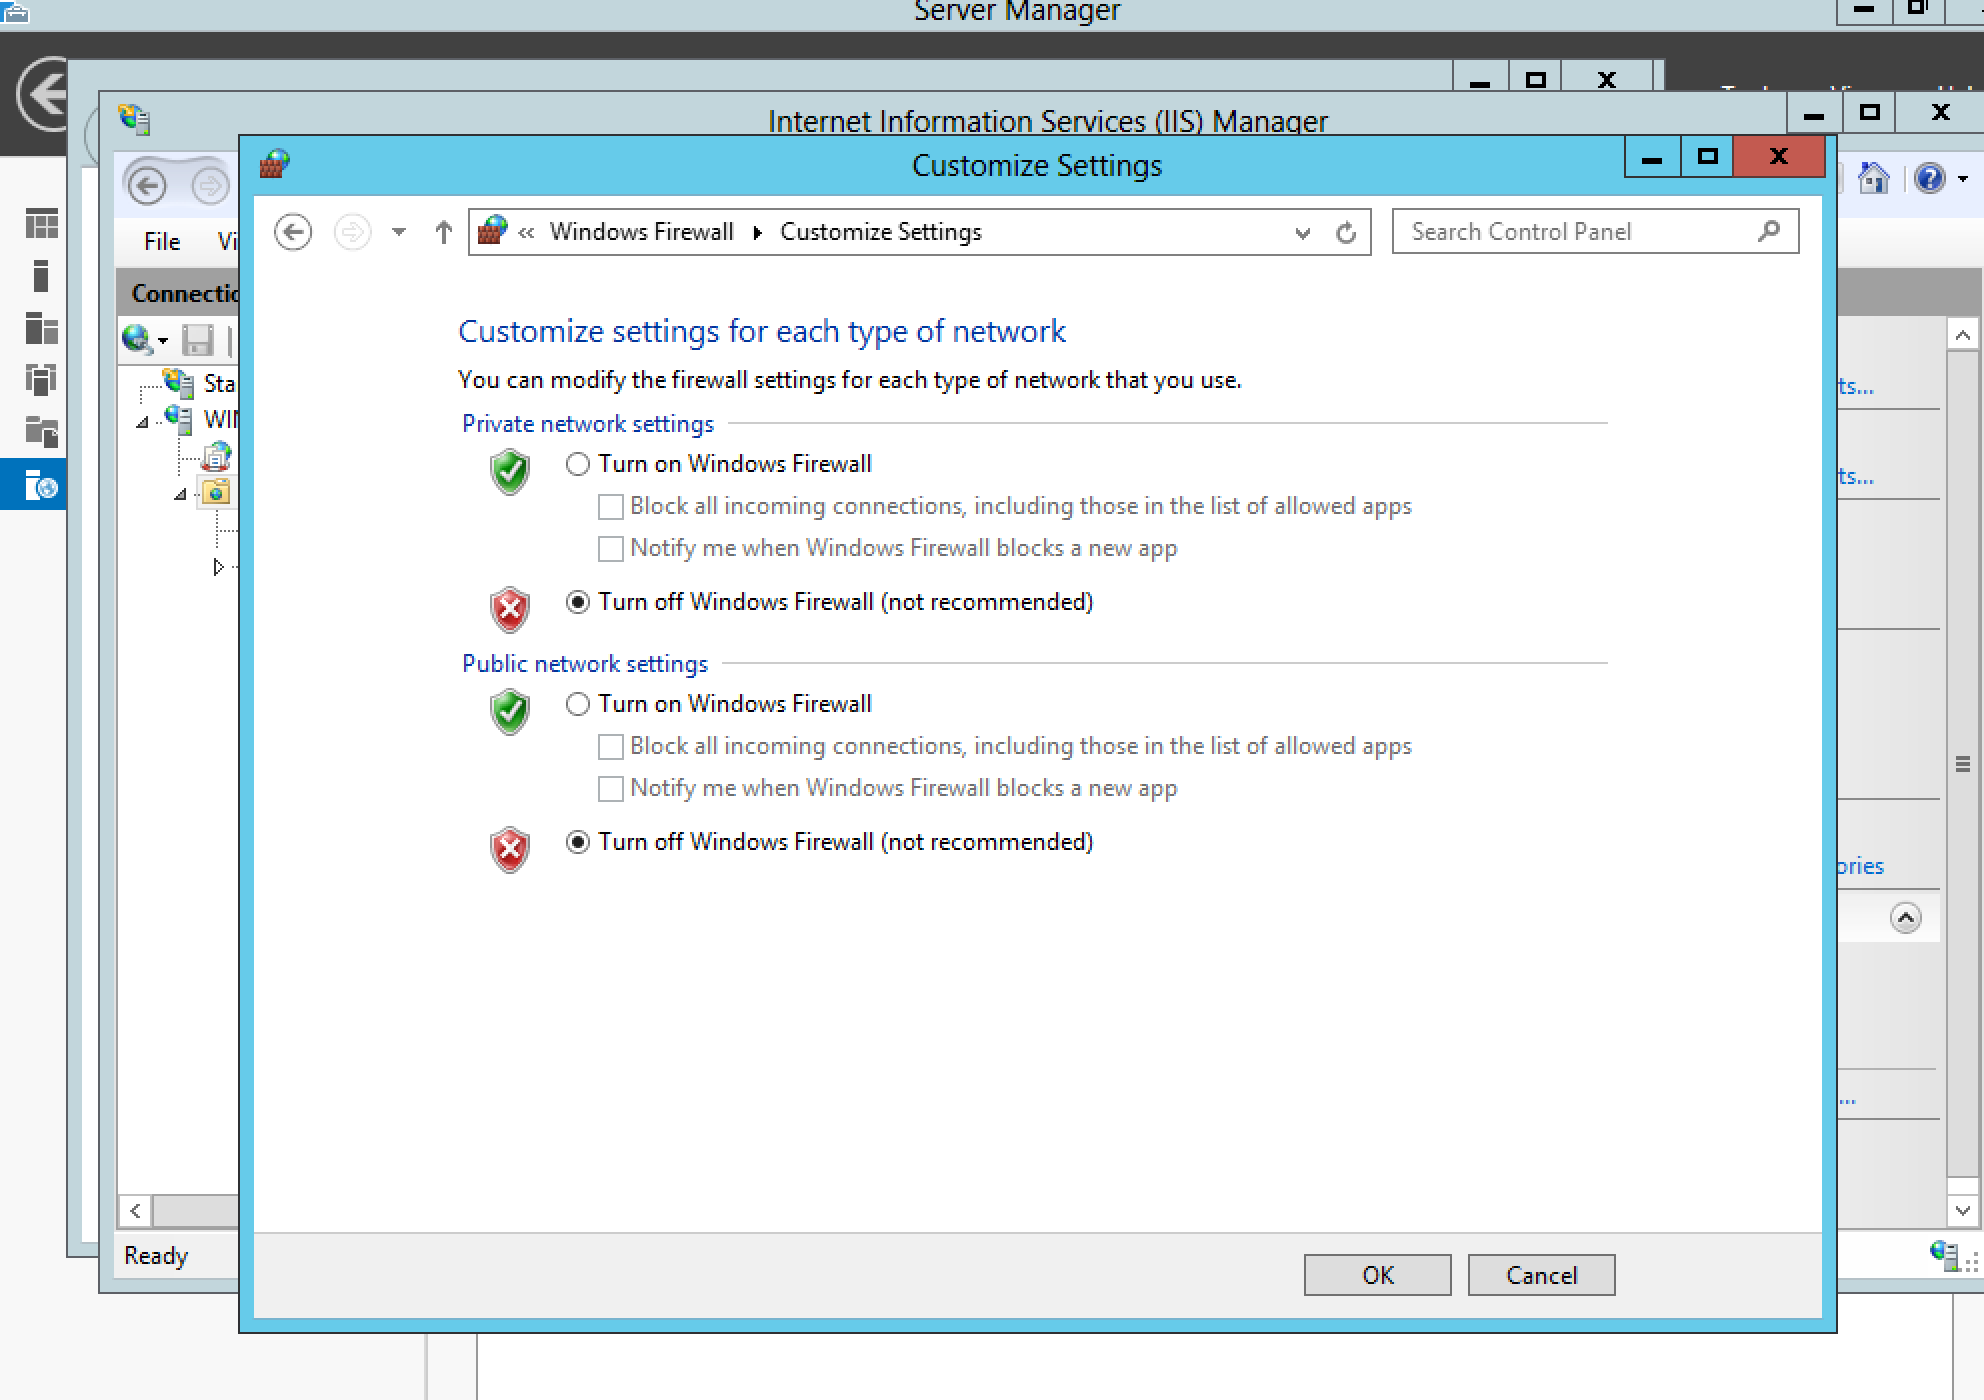 Server Manager
Internet Information Services (IIS) Manager
Customize Settings
Windows Firewall
Customize Settings
Search Control Panel
File
Connectio
Customize settings for each type of network
You can modify the firewall settings for each type of network that you use.
Private network settings
Turn on Windows Firewall
Block all incoming connections, including those in the list of allowed apps
Notify me when Windows Firewall blocks a new app
Turn off Windows Firewall (not recommended)
Public network settings
Turn on Windows Firewall
Block all incoming connections, including those in the list of allowed apps
Notify me when Windows Firewall blocks a new app
Turn off Windows Firewall (not recommended)
Sta
ts...
ts...
ories
...
Ready
OK
Cancel